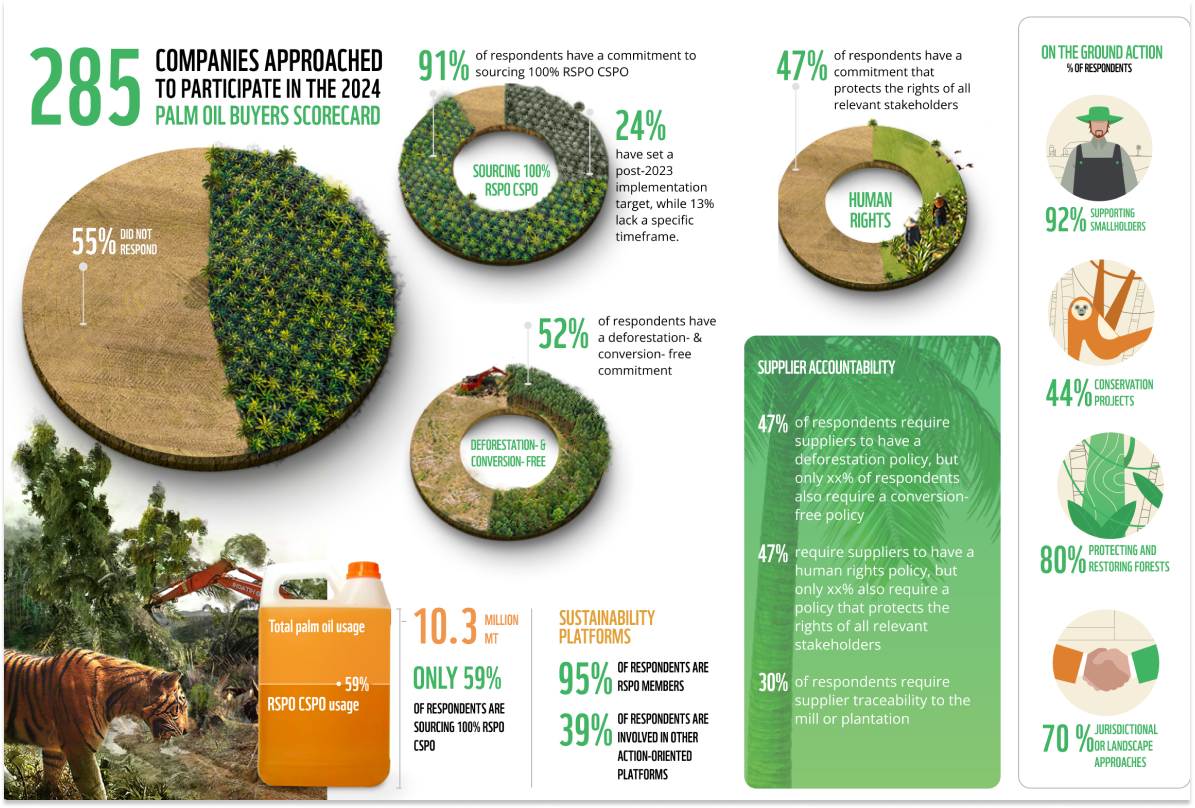 285
COMPANIES APPROACHED
TO PARTICIPATE IN THE 2024
PALM OIL BUYERS SCORECARD
55% DID NOT
RESPOND
91% of respondents have a commitment to
sourcing 100% RSPO CSPO
SOURCING 100%
RSPO CSPO
24%
have set a
post-2023
implementation
target, while 13%
lack a specific
timeframe.
47% of respondents have a
commitment that
protects the rights of all
relevant stakeholders
HUMAN
RIGHTS
52% of respondents have
a deforestation- &
conversion- free
commitment
DEFORESTATION- &
CONVERSION- FREE
Total palm oil usage
59%
RSPO CSPO usage
10.3 MILLION
MT
ONLY 59%
OF RESPONDENTS ARE
SOURCING 100% RSPO
CSPO
SUSTAINABILITY
PLATFORMS
95% OF RESPONDENTS ARE
RSPO MEMBERS
39% OF RESPONDENTS ARE
INVOLVED IN OTHER
ACTION-ORIENTED
PLATFORMS
SUPPLIER ACCOUNTABILITY
47% of respondents require
suppliers to have a
deforestation policy, but
only xx% of respondents
also require a conversion-
free policy
47% require suppliers to have a
human rights policy, but
only xx% also require a
policy that protects the
rights of all relevant
stakeholders
30% of respondents require
supplier traceability to the
mill or plantation
ON THE GROUND ACTION
% OF RESPONDENTS
92% SUPPORTING
SMALLHOLDERS
44% CONSERVATION
PROJECTS
80% PROTECTING AND
RESTORING FORESTS
70 % JURISDICTIONAL
OR LANDSCAPE
APPROACHES